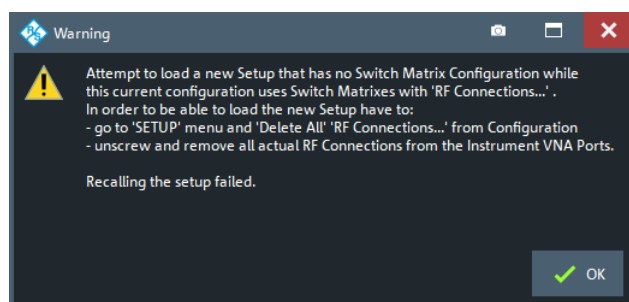 Warning
Attempt to load a new Setup that has no Switch Matrix Configuration while
this current configuration uses Switch Matrixes with 'RF Connections...' .
In order to be able to load the new Setup have to:
- go to 'SETUP' menu and 'Delete All' 'RF Connections...' from Configuration
- unscrew and remove all actual RF Connections from the Instrument VNA Ports.
Recalling the setup failed.
OK